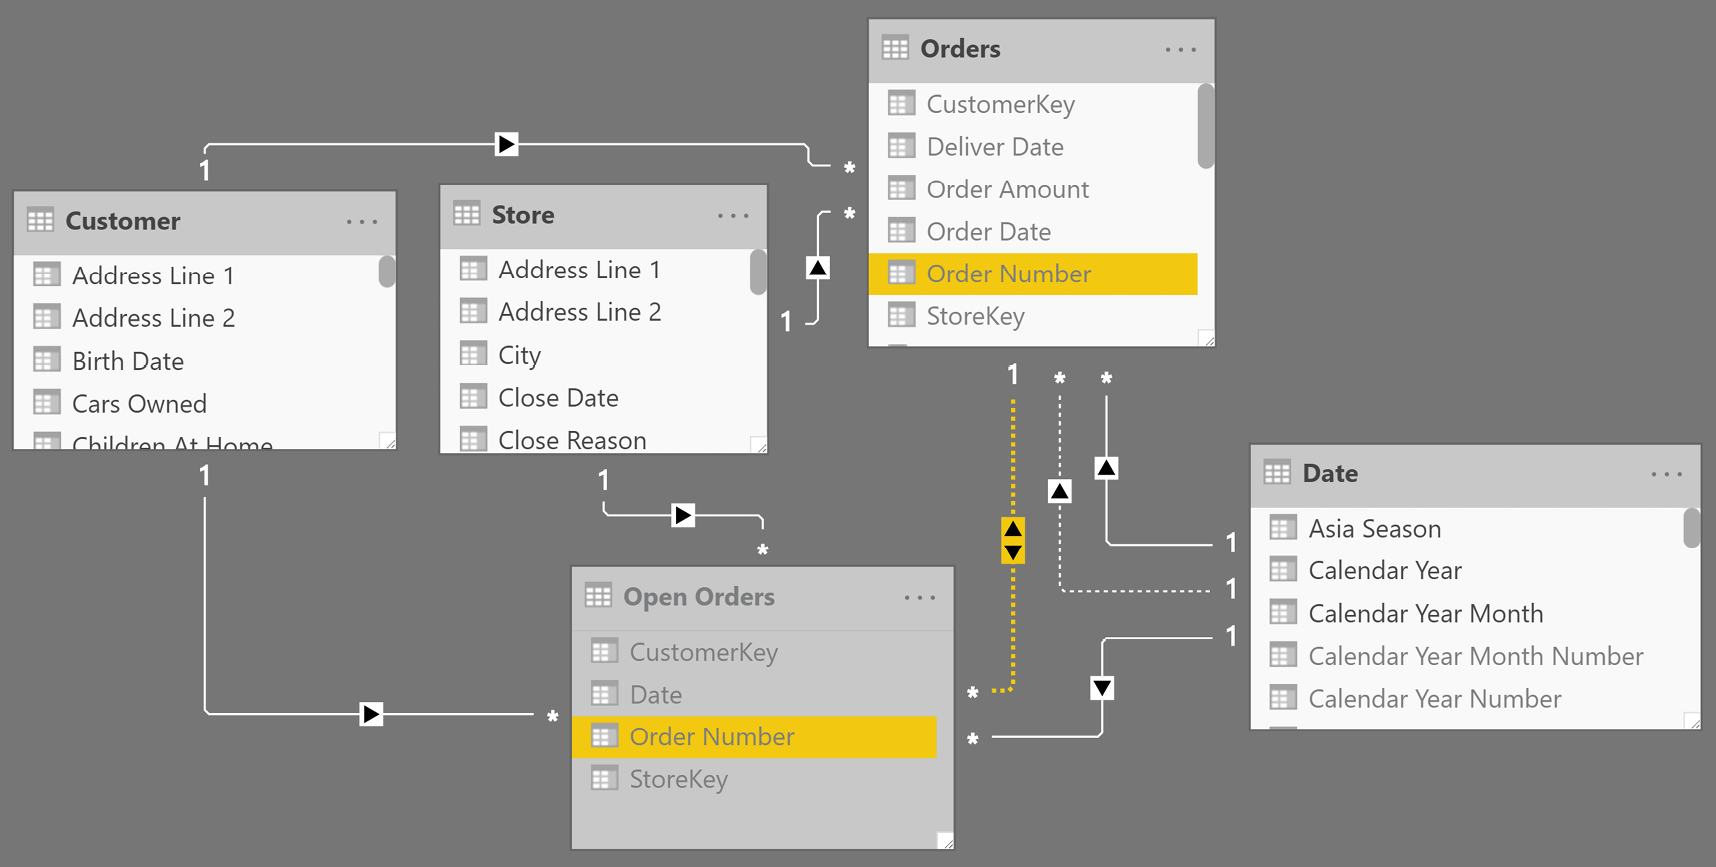 Orders
CustomerKey
Deliver Date
Order Amount
Order Date
Order Number
StoreKey
1
*
*
1
Customer
Address Line 1
Address Line 2
Birth Date
Cars Owned
Children At Home
Store
Address Line 1
Address Line 2
City
Close Date
Close Reason
1
*
*
1
1
*
1
1
1
Date
Asia Season
Calendar Year
Calendar Year Month
Calendar Year Month Number
Calendar Year Number
Open Orders
CustomerKey
Date
Order Number
StoreKey
*
*
*
1